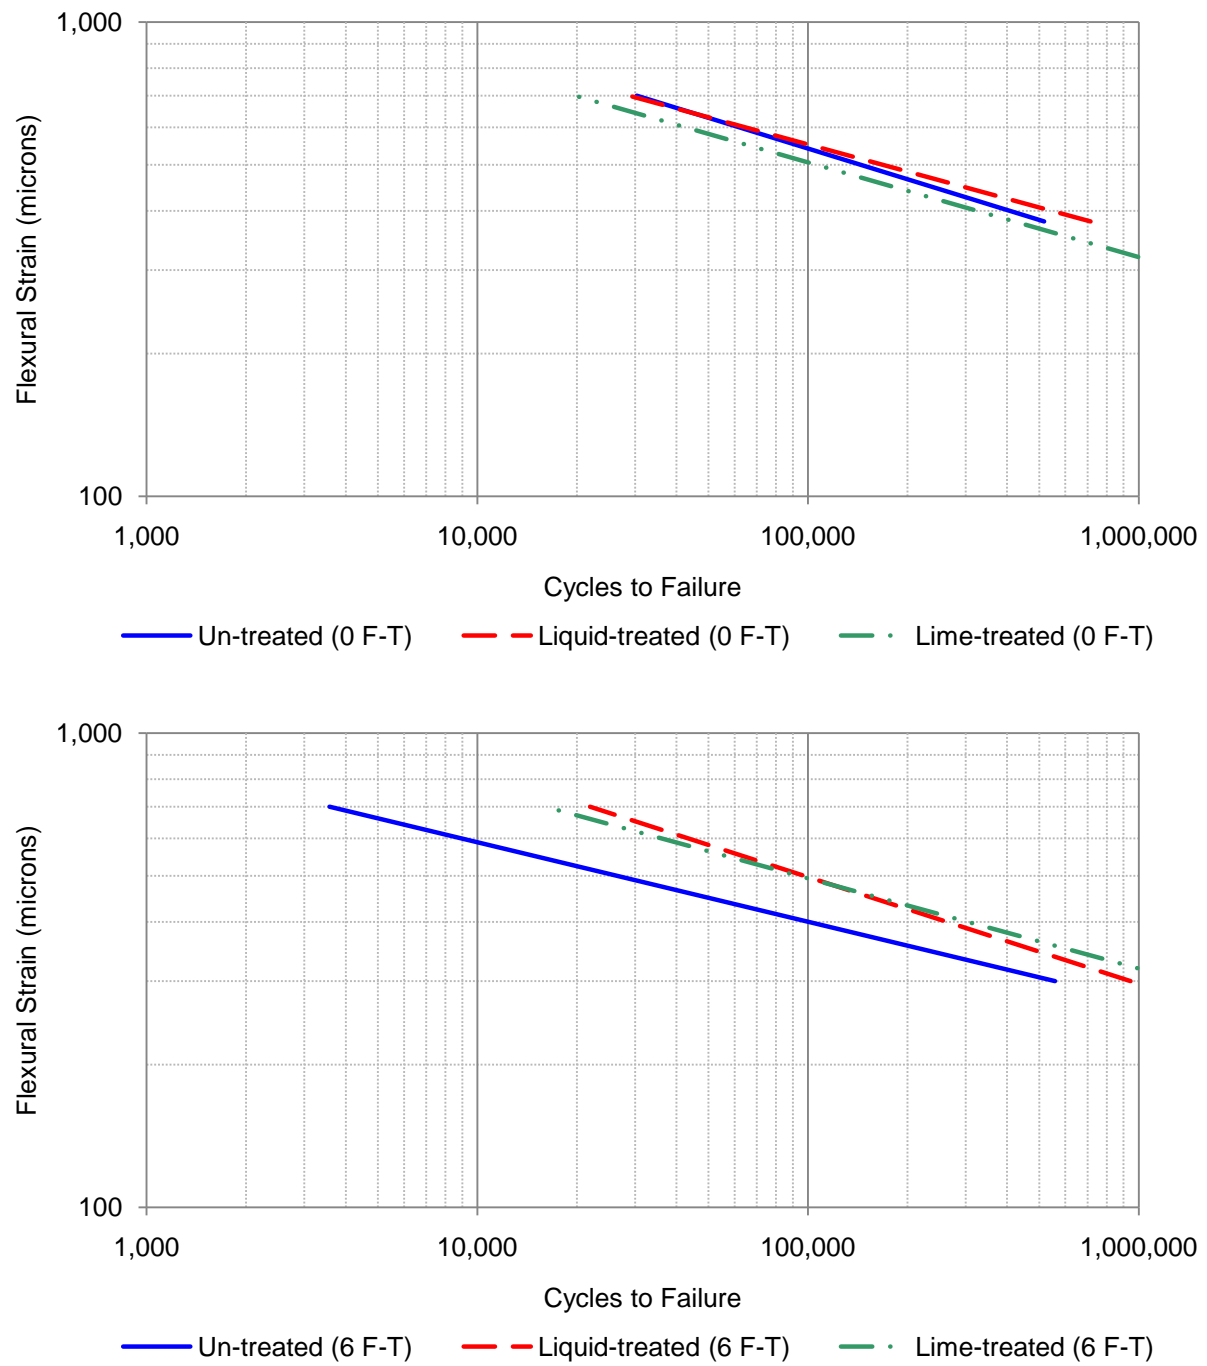 1,000
Flexural Strain (microns)
100
1,000 10,000 100,000 1,000,000
Cycles to Failure
Un-treated (0 F-T) Liquid-treated (0 F-T) Lime-treated (0 F-T)
1,000
Flexural Strain (microns)
100
1,000 10,000 100,000 1,000,000
Cycles to Failure
Un-treated (6 F-T) Liquid-treated (6 F-T) Lime-treated (6 F-T)